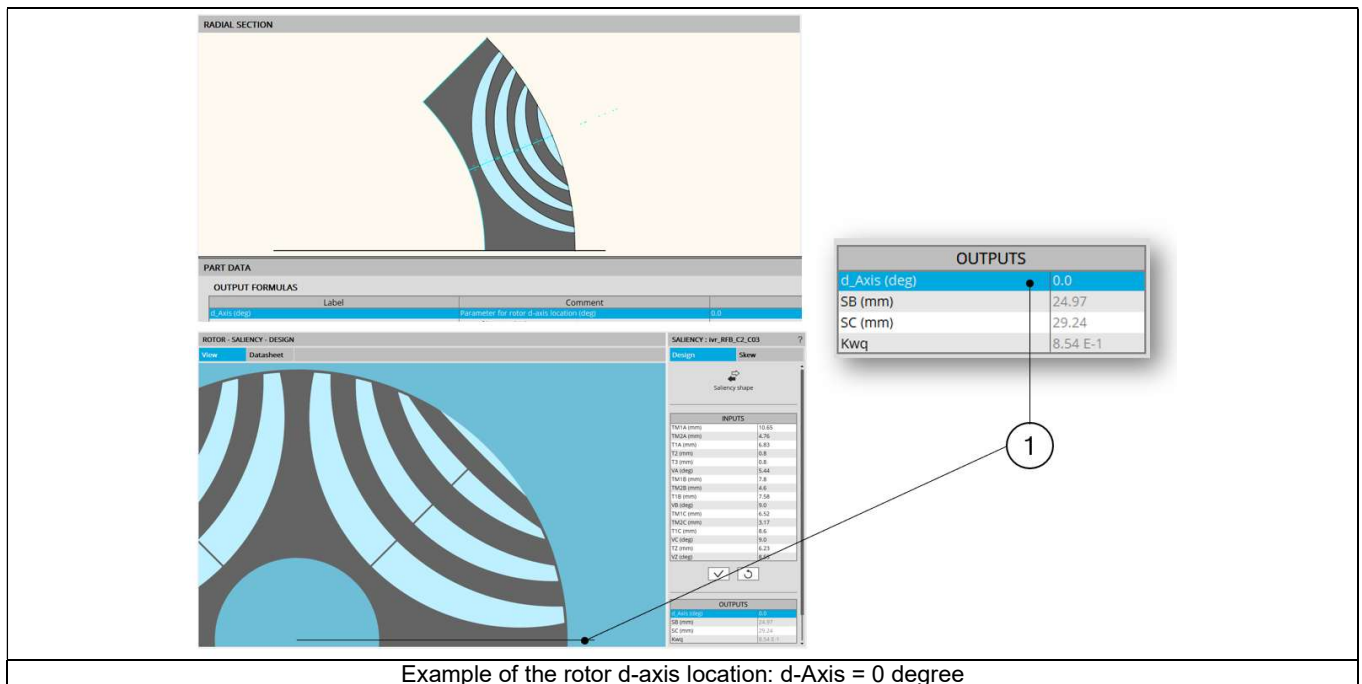 RADIAL SECTION
PART DATA
OUTPUT FORMULAS
Label Comment
d_Axis (deg) Parameter for rotor d-axis location (deg) 0.0
ROTOR - SALIENCY - DESIGN
View Datasheet
SALIENCY : ivr_RFB_C2_C03 ?
Design Skew
Saliency shape
INPUTS
TM1A (mm) 10.65
TM2A (mm) 4.76
T1A (mm) 6.83
T2 (mm) 0.8
T3 (mm) 0.8
VA (deg) 5.44
TM1B (mm) 7.8
TM2B (mm) 4.6
T1B (mm) 7.58
VB (deg) 9.0
TM1C (mm) 6.52
TM2C (mm) 3.17
T1C (mm) 8.6
VC (deg) 9.0
TZ (mm) 6.23
VZ (deg)
OUTPUTS
d_Axis (deg) 0.0
SB (mm) 24.97
SC (mm) 29.24
Kwq 8.54 E-1
OUTPUTS
d_Axis (deg) 0.0
SB (mm) 24.97
SC (mm) 29.24
Kwq 8.54 E-1
1
Example of the rotor d-axis location: d-Axis = 0 degree